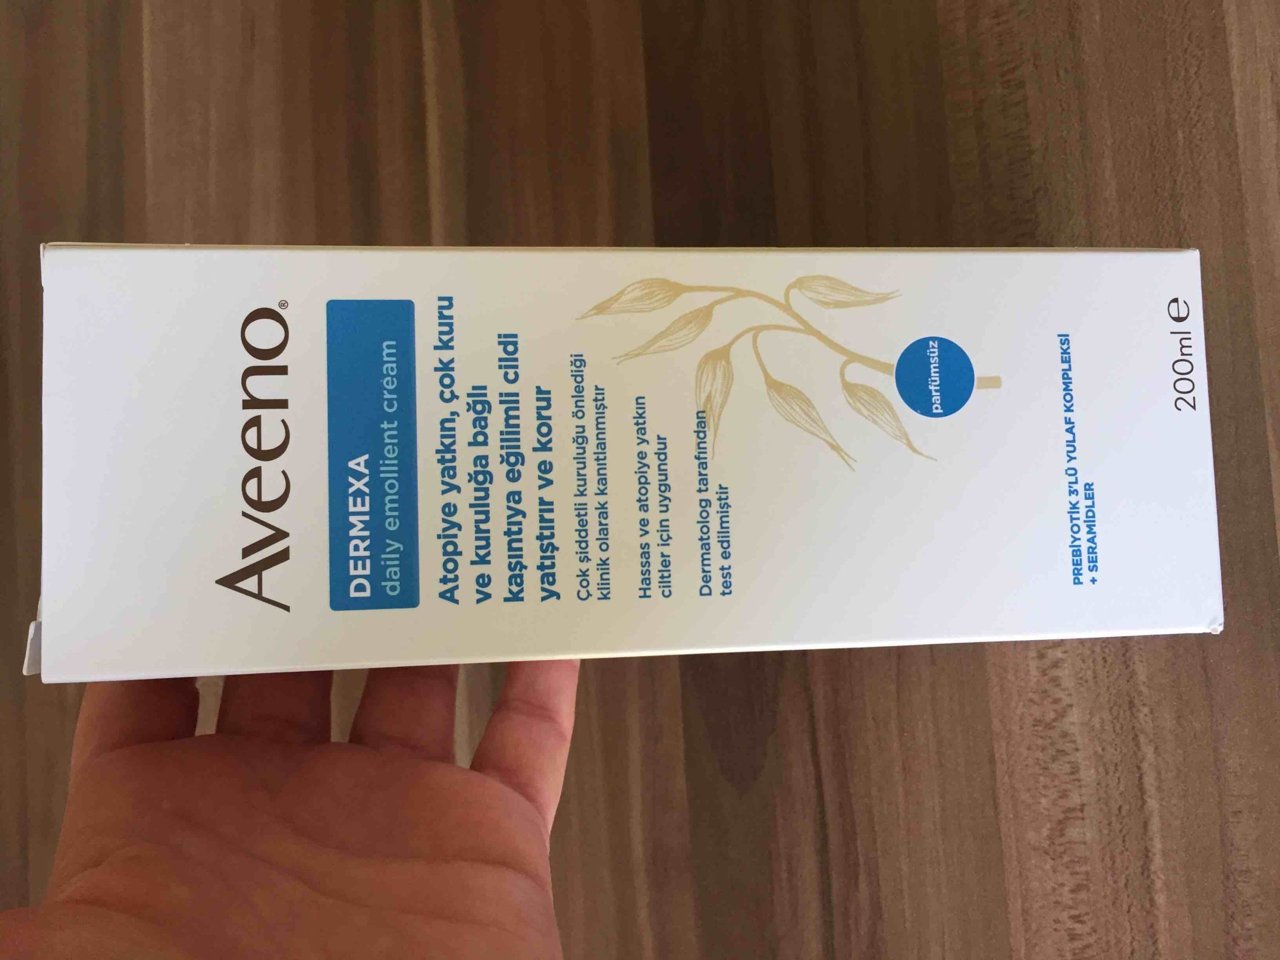 Aveeno®
DERMEXA
daily emollient cream
Atopiye yatkın, çok kuru
ve kuruluğa bağlı
kaşıntıya eğilimli cildi
yatıştırır ve korur
Çok şiddetli kuruluğu önlediği
klinik olarak kanıtlanmıştır
Hassas ve atopiye yatkın
ciltler için uygundur
Dermatolog tarafından
test edilmiştir
parfümsüz
PREBİYOTİK 3'LÜ YULAF KOMPLEKSİ
+ SERAMİDLER
200ml e